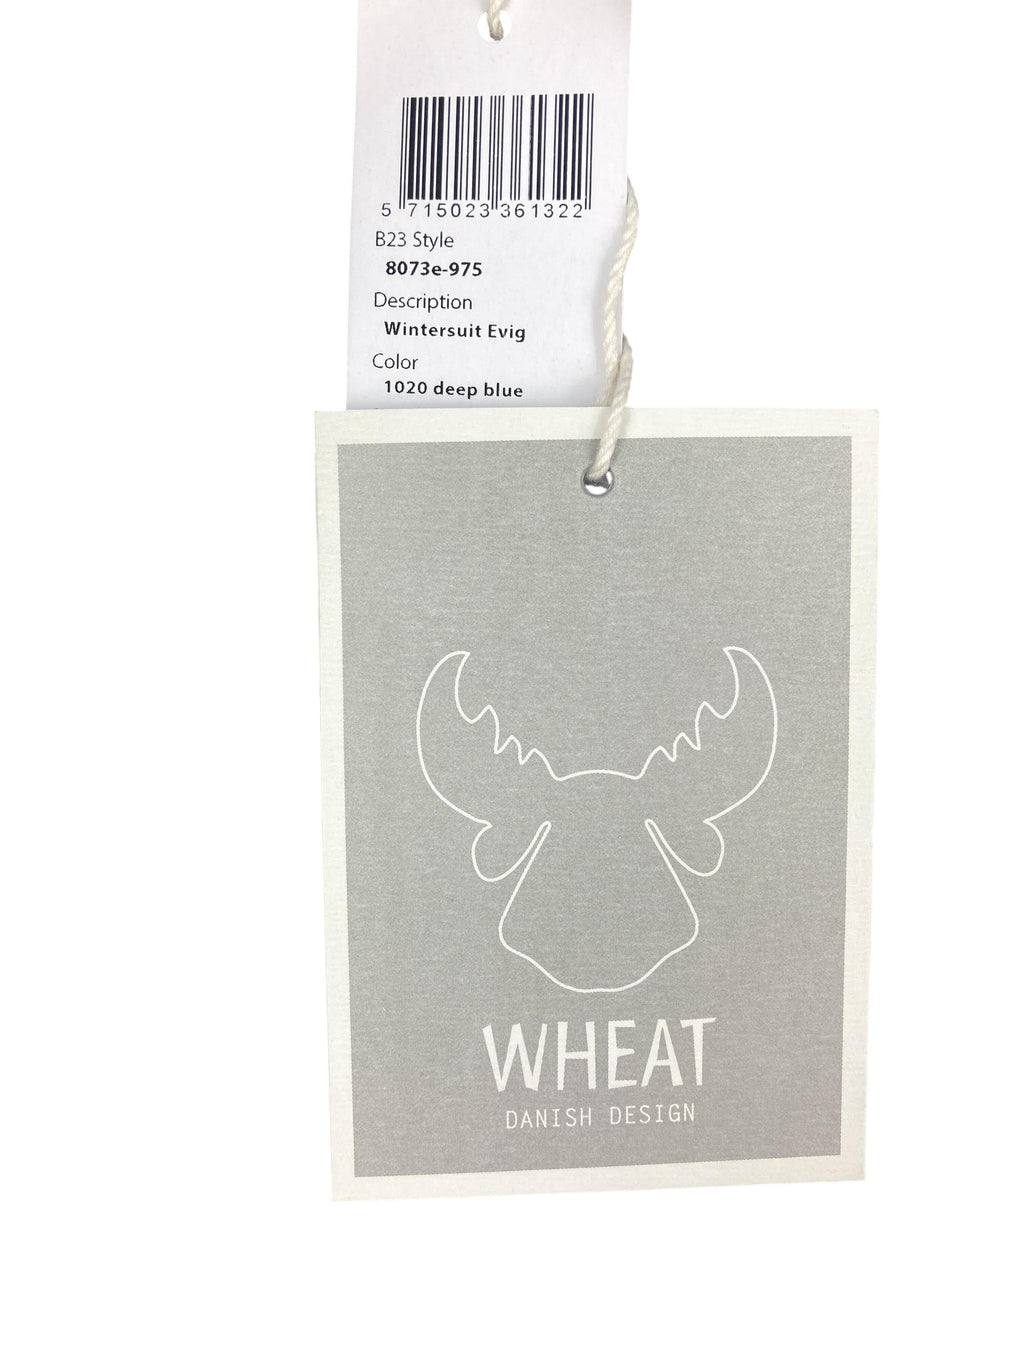 5 715023 361322
B23 Style
8073e-975
Description
Wintersuit Evig
Color
1020 deep blue
WHEAT
DANISH DESIGN